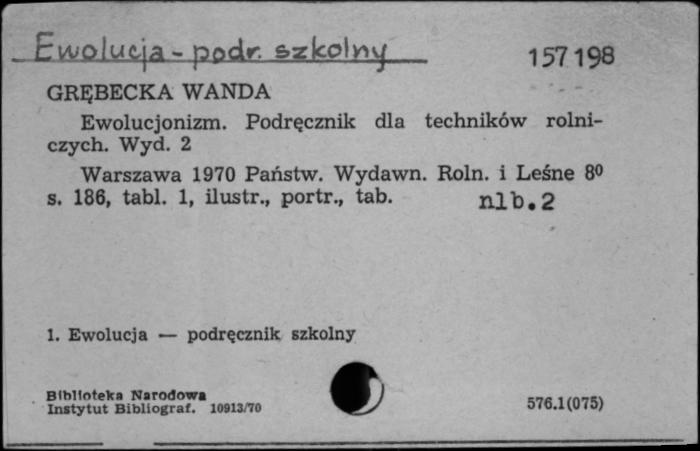 Ewolucja - podr. szkolny
157198
GRĘBECKA WANDA
Ewolucjonizm. Podręcznik dla techników rolni-
czych. Wyd. 2
Warszawa 1970 Państw. Wydawn. Roln. i Leśne 8⁰
s. 186, tabl. 1, ilustr., portr., tab. nlb.2
1. Ewolucja — podręcznik szkolny
Biblioteka Narodowa
Instytut Bibliograf. 10913/70
576.1(075)